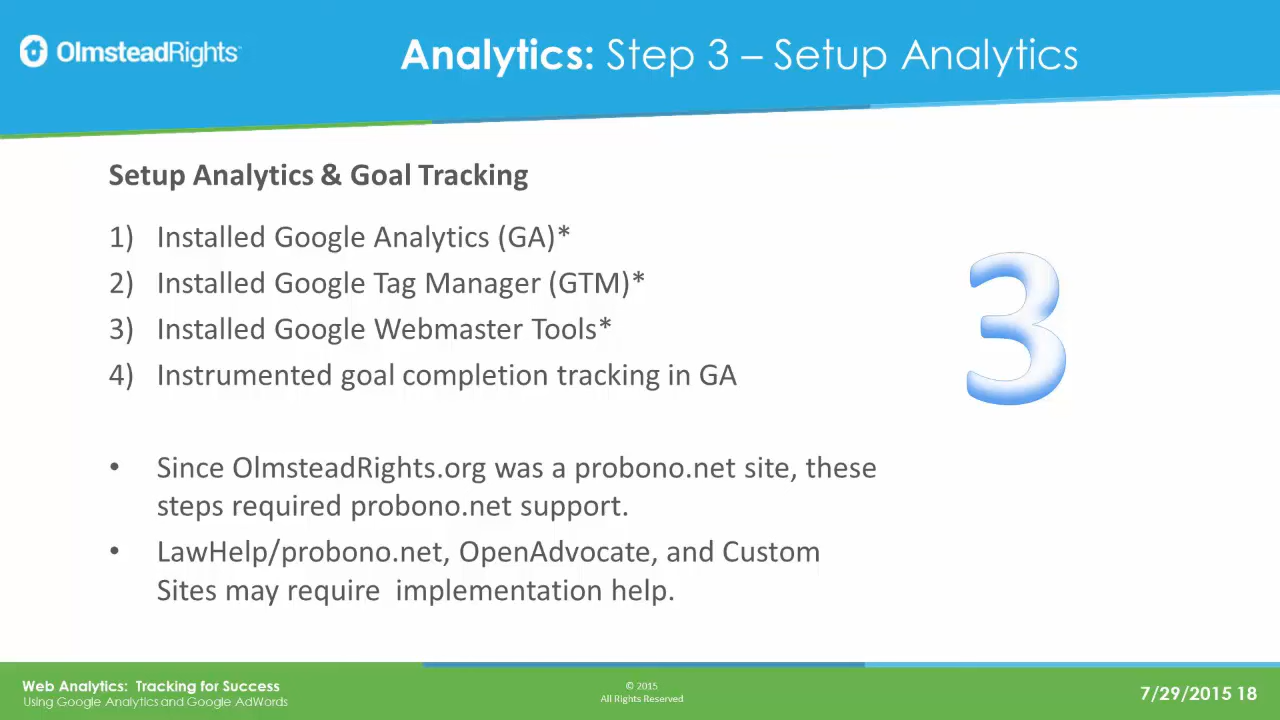 OlmsteadRights™
Analytics: Step 3 – Setup Analytics
Setup Analytics & Goal Tracking
1) Installed Google Analytics (GA)*
2) Installed Google Tag Manager (GTM)*
3) Installed Google Webmaster Tools*
4) Instrumented goal completion tracking in GA
3
• Since OlmsteadRights.org was a probono.net site, these
steps required probono.net support.
• LawHelp/probono.net, OpenAdvocate, and Custom
Sites may require  implementation help.
Web Analytics: Tracking for Success
Using Google Analytics and Google AdWords
© 2015
All Rights Reserved
7/29/2015 18